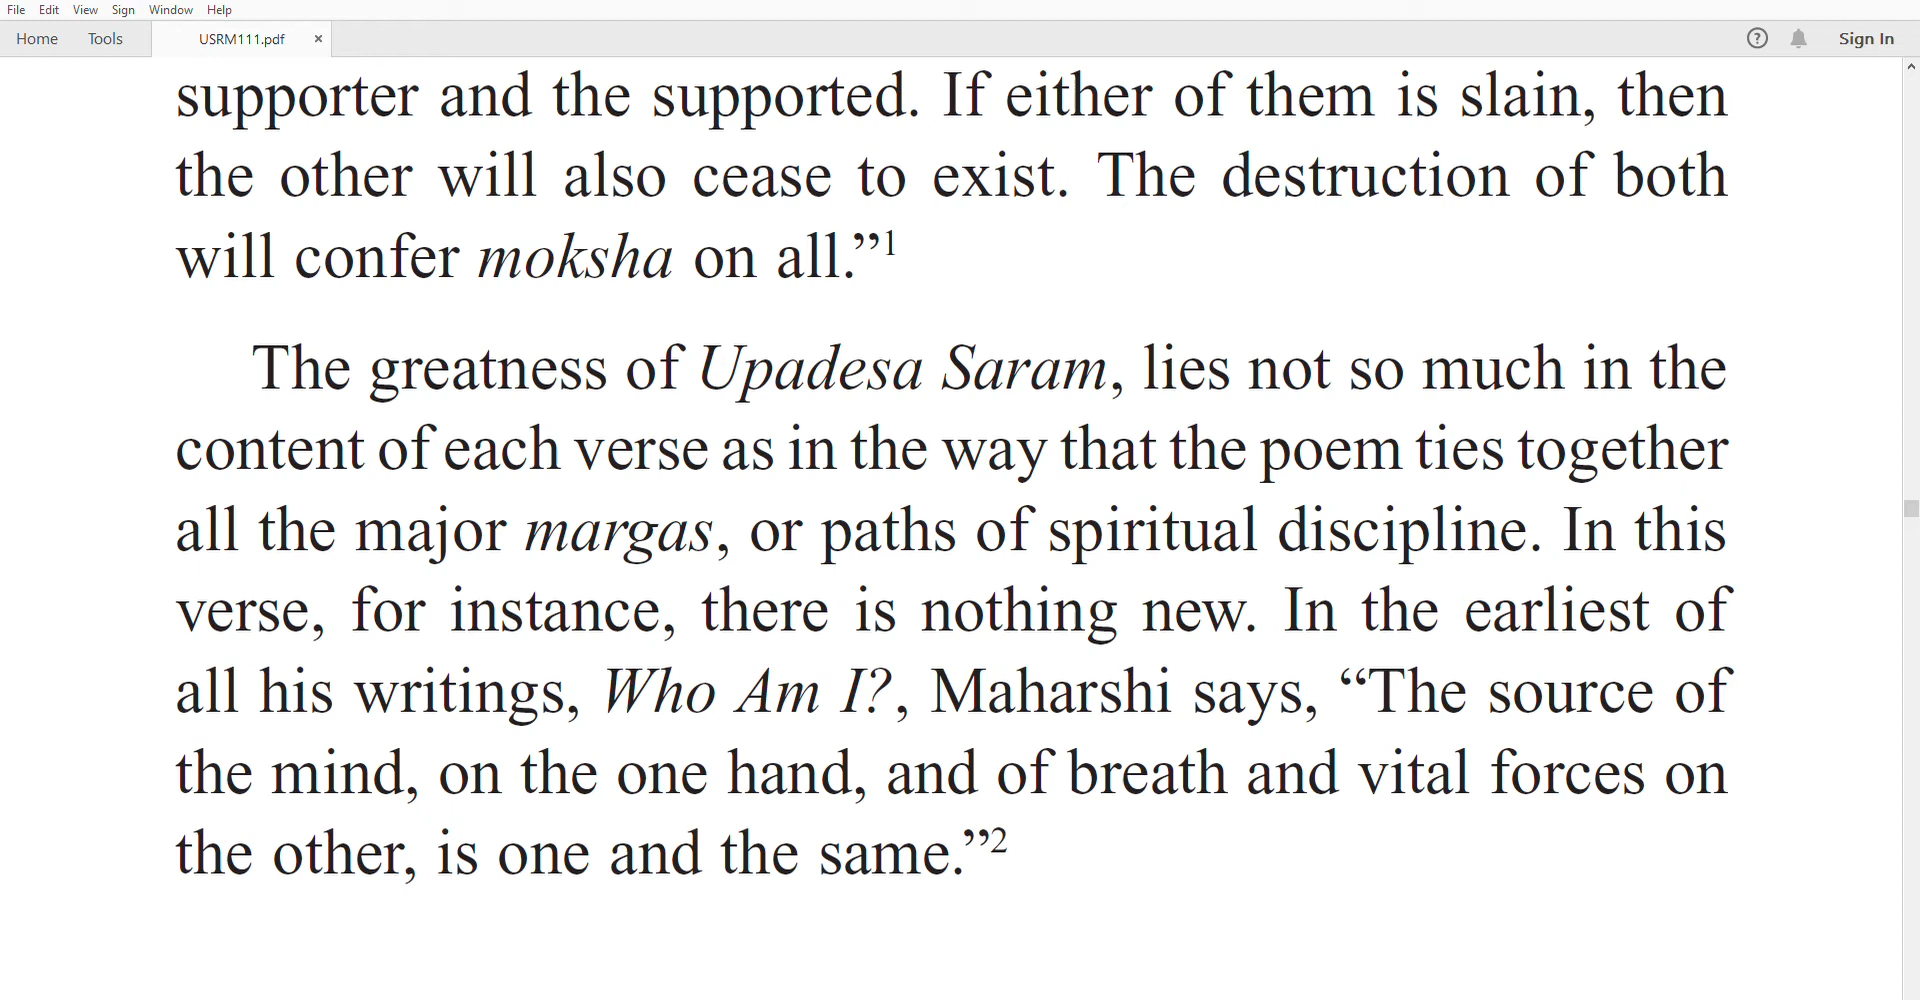 File Edit View Sign Window Help
Home Tools USRM111.pdf × ? Sign In
supporter and the supported. If either of them is slain, then
the other will also cease to exist. The destruction of both
will confer moksha on all.”1
The greatness of Upadesa Saram, lies not so much in the
content of each verse as in the way that the poem ties together
all the major margas, or paths of spiritual discipline. In this
verse, for instance, there is nothing new. In the earliest of
all his writings, Who Am I?, Maharshi says, “The source of
the mind, on the one hand, and of breath and vital forces on
the other, is one and the same.”2